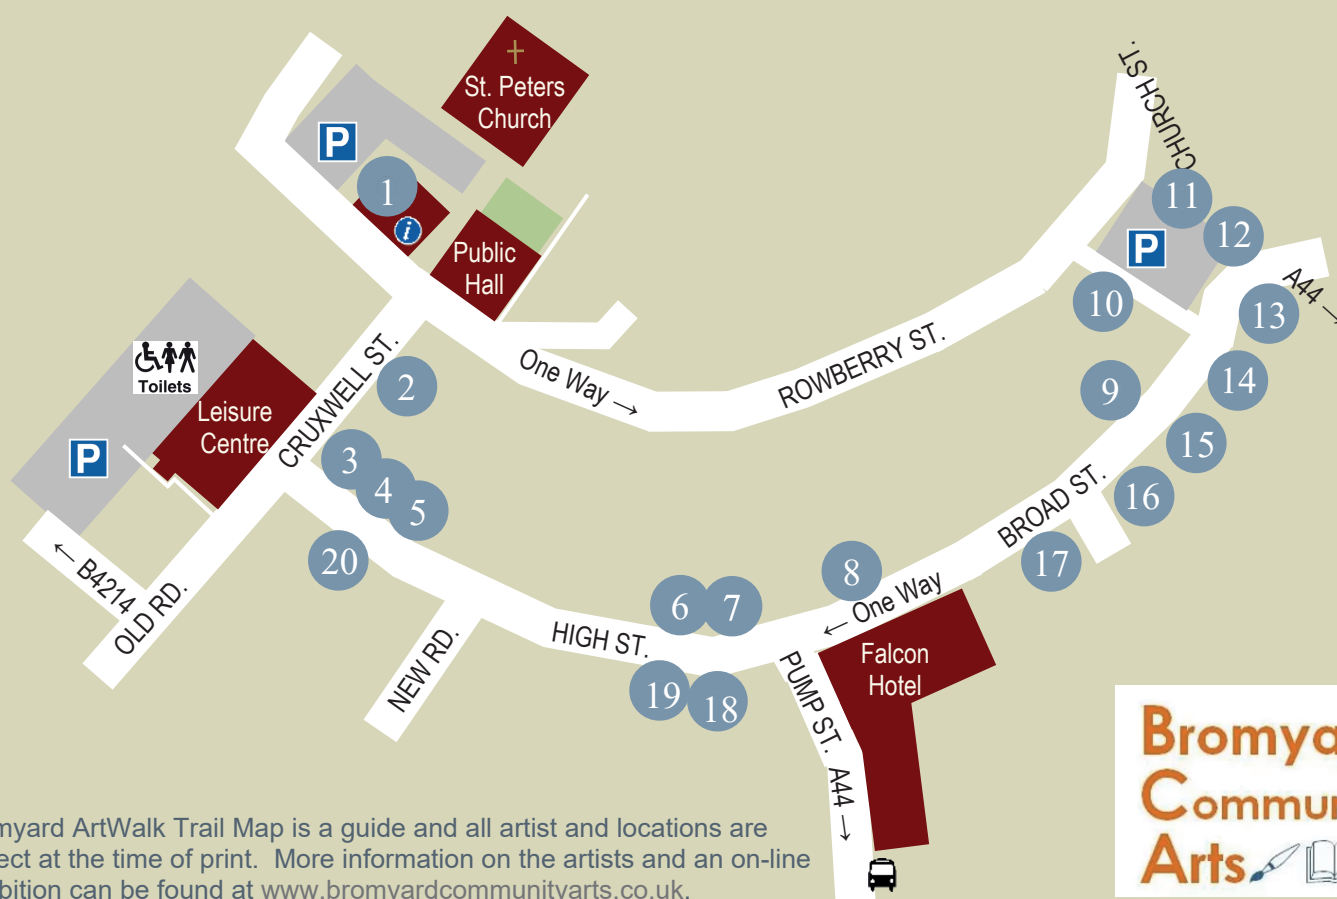 CHURCH ST.
St. Peters
Church
P
1
i
Public
Hall
11
P
12
10
13
A44 →
Toilets
Leisure
Centre
P
CRUXWELL ST.
2
One Way →
ROWBERRY ST.
9
14
3
4
5
15
16
BROAD ST.
17
20
← B4214
OLD RD.
NEW RD.
HIGH ST.
6
7
8
← One Way
19
18
PUMP ST.
A44 →
Falcon
Hotel
myard ArtWalk Trail Map is a guide and all artist and locations are
ect at the time of print. More information on the artists and an on-line
bition can be found at www.bromyardcommunityarts.co.uk.
Bromya
Commu
Arts